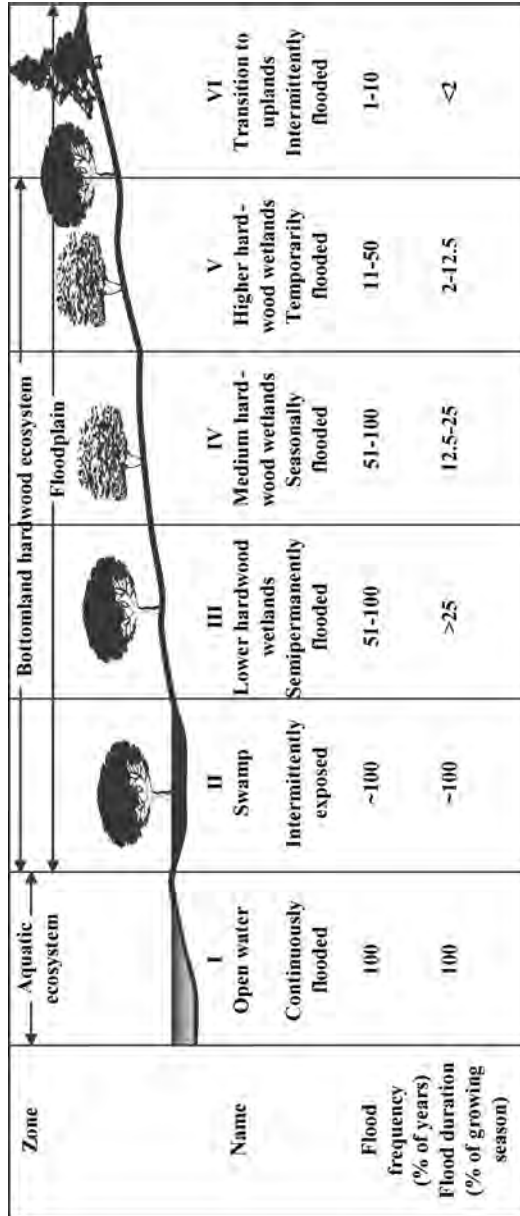 Zone
Aquatic
ecosystem
Bottomland hardwood ecosystem
Floodplain
Name
I
Open water
Continuously
flooded
II
Swamp
Intermittently
exposed
III
Lower hardwood
wetlands
Semipermanently
flooded
IV
Medium hard-
wood wetlands
Seasonally
flooded
V
Higher hard-
wood wetlands
Temporarily
flooded
VI
Transition to
uplands
Intermittently
flooded
Flood
frequency
(% of years)
100
~100
51-100
51-100
11-50
1-10
Flood duration
(% of growing
season)
100
~100
>25
12.5-25
2-12.5
<2